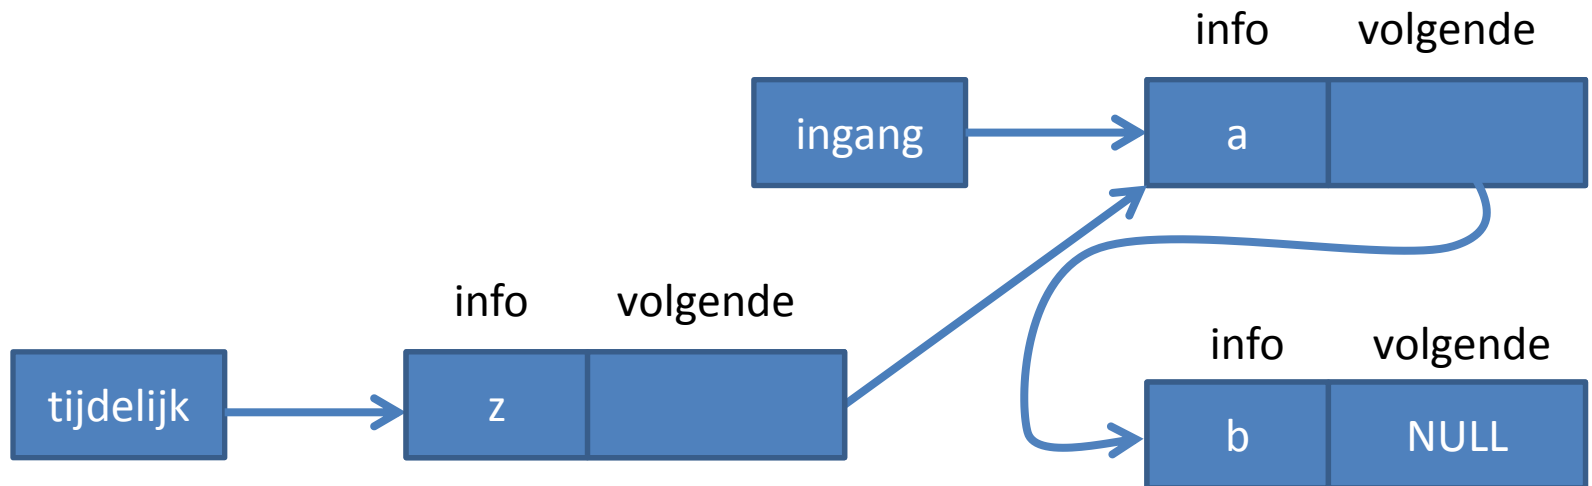 info volgende
ingang a
info volgende
tijdelijk z
info volgende
b NULL